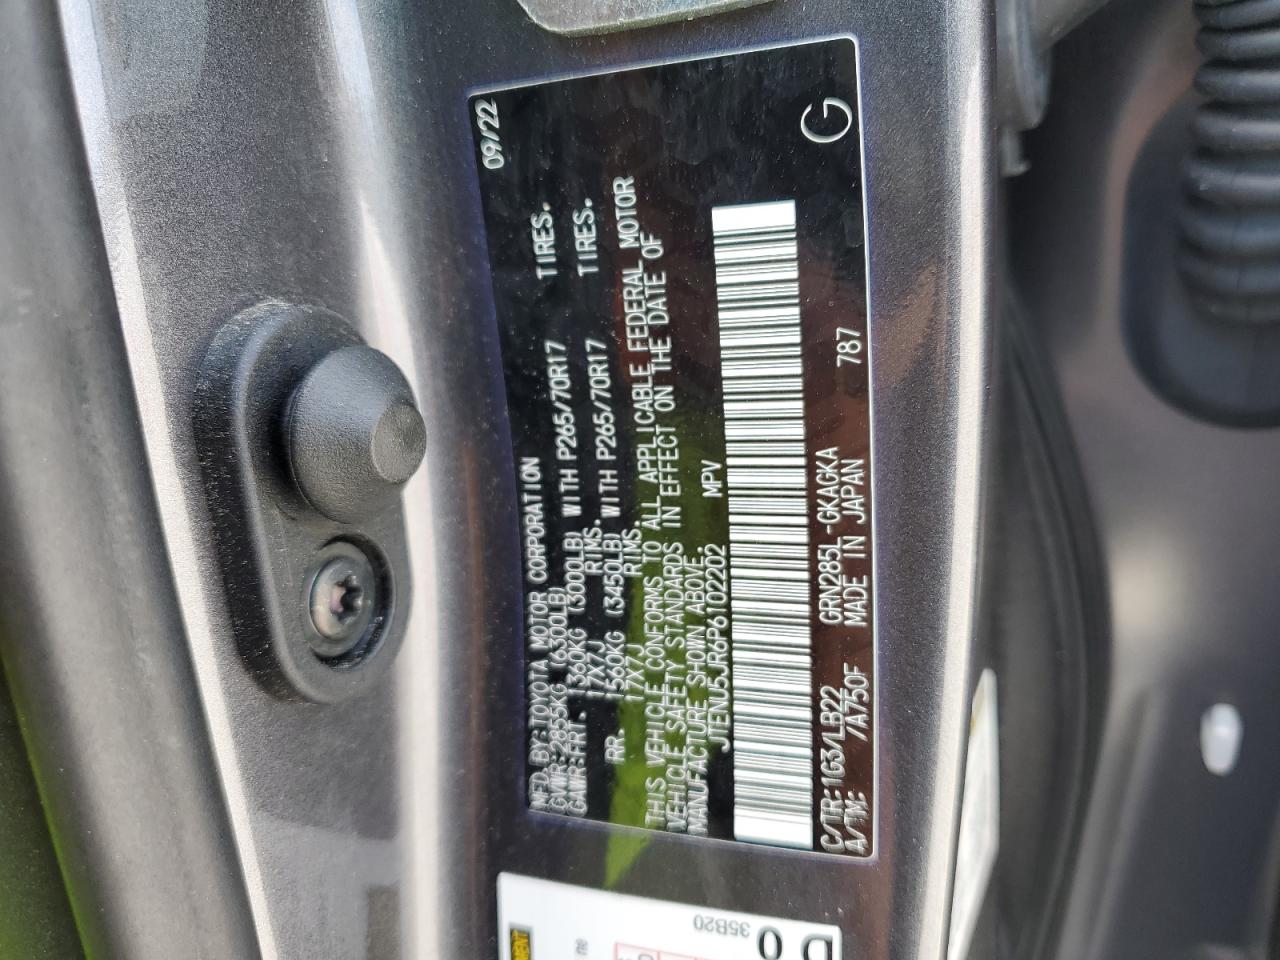 MFD. BY: TOYOTA MOTOR CORPORATION 09/22
GVWR: 2855KG (6300LB)
GAWR: FRT. 1360KG (3000LB) WITH P265/70R17 TIRES.
17X7J RIMS.
RR. 1560KG (3450LB) WITH P265/70R17 TIRES.
17X7J RIMS.
THIS VEHICLE CONFORMS TO ALL APPLICABLE FEDERAL MOTOR
VEHICLE SAFETY STANDARDS IN EFFECT ON THE DATE OF
MANUFACTURE SHOWN ABOVE.
JTENU5JR6P6102202 MPV
C/TR: 1G3/LB22 GRN285L-GKAGKA 787
A/TM: /A750F MADE IN JAPAN
G
35B20
D 0